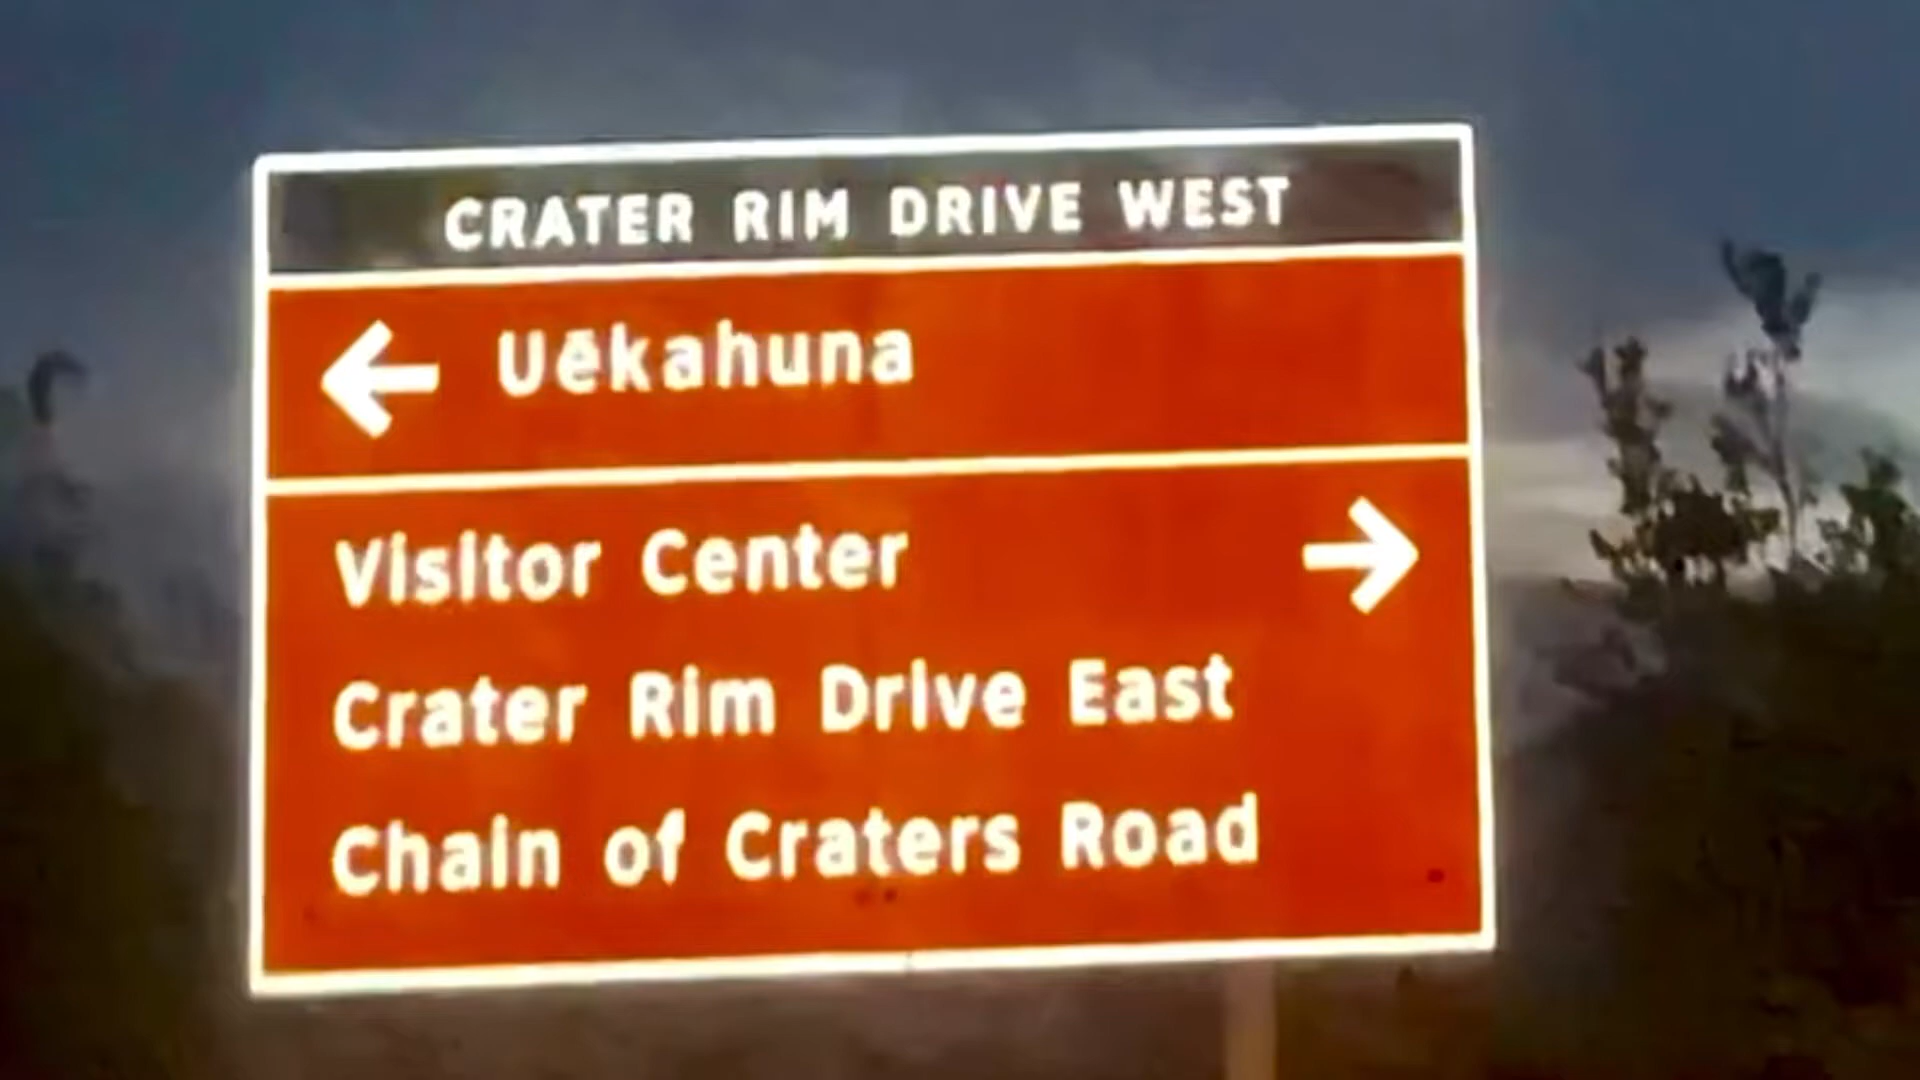 CRATER RIM DRIVE WEST
← Uēkahuna
Visitor Center →
Crater Rim Drive East
Chain of Craters Road